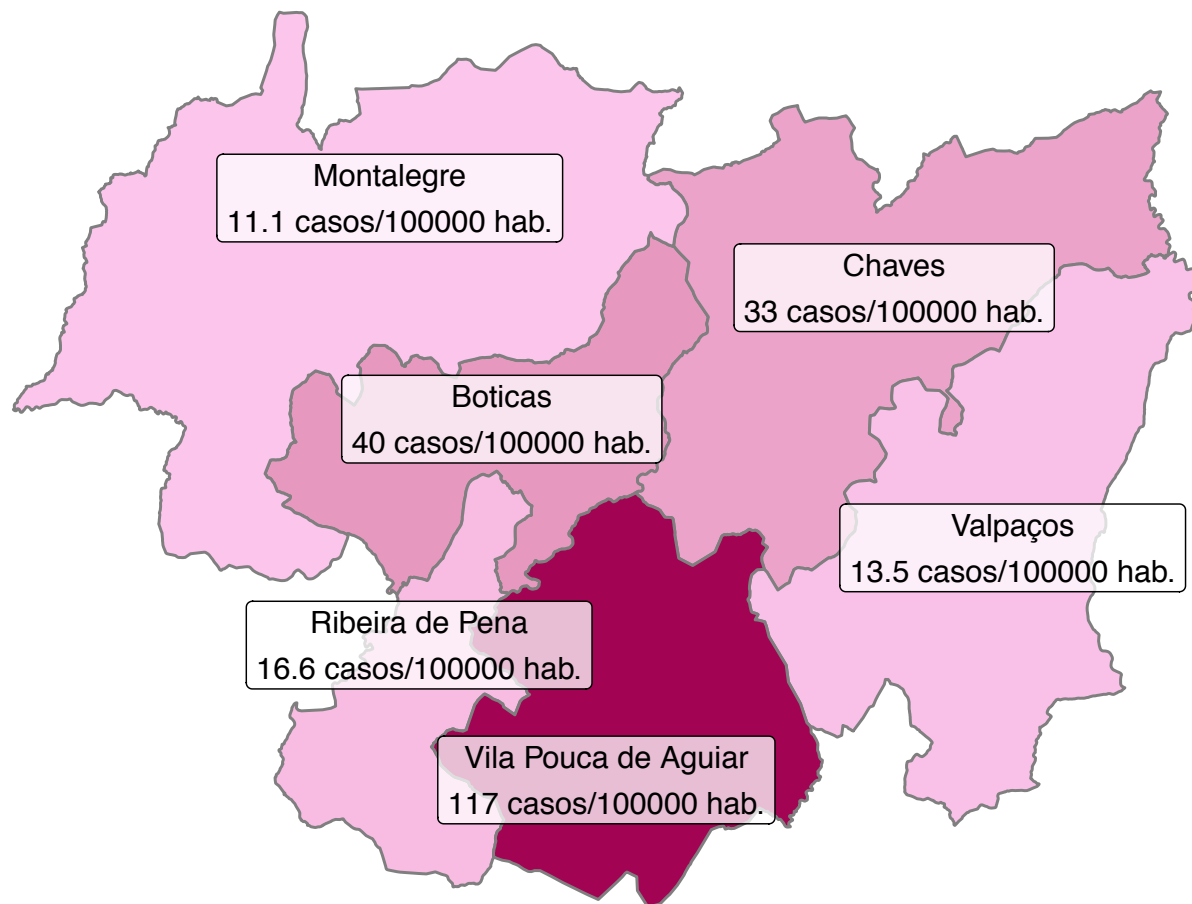 Montalegre
11.1 casos/100000 hab.
Chaves
33 casos/100000 hab.
Boticas
40 casos/100000 hab.
Valpaços
13.5 casos/100000 hab.
Ribeira de Pena
16.6 casos/100000 hab.
Vila Pouca de Aguiar
117 casos/100000 hab.